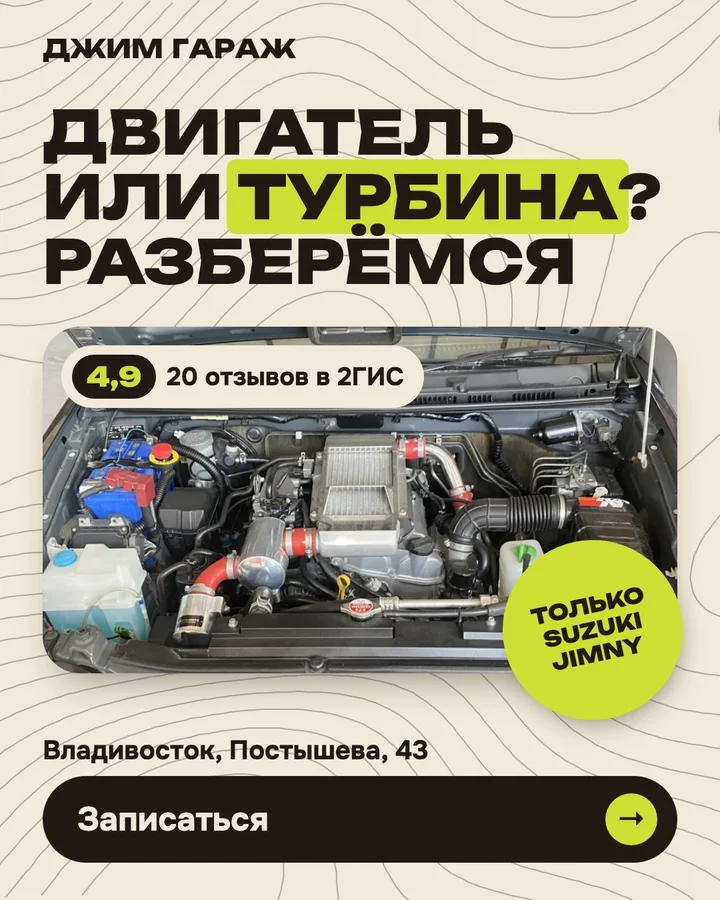 ДЖИМ ГАРАЖ
ДВИГАТЕЛЬ
ИЛИ ТУРБИНА?
РАЗБЕРЁМСЯ
4,9 20 отзывов в 2ГИС
K&N
ТОЛЬКО
SUZUKI
JIMNY
Владивосток, Постышева, 43
Записаться →